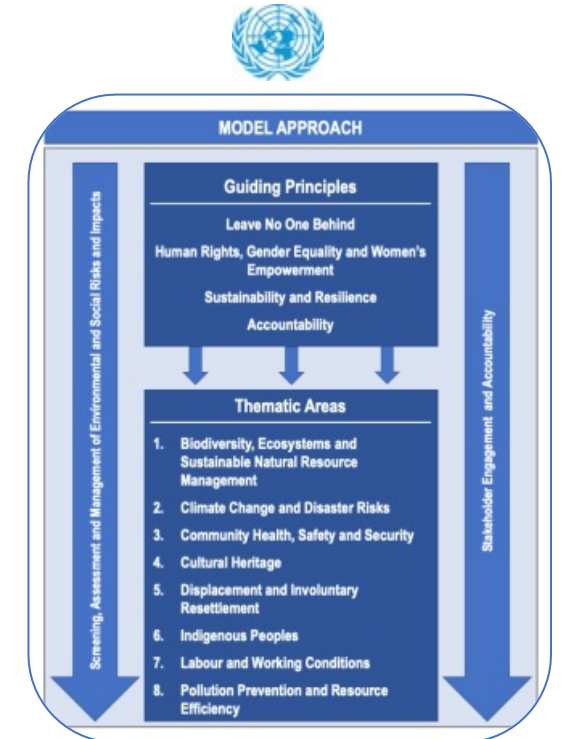 MODEL APPROACH
Screening, Assessment and Management of Environmental and Social Risks and Impacts
Guiding Principles
Leave No One Behind
Human Rights, Gender Equality and Women's
Empowerment
Sustainability and Resilience
Accountability
Thematic Areas
1. Biodiversity, Ecosystems and
Sustainable Natural Resource
Management
2. Climate Change and Disaster Risks
3. Community Health, Safety and Security
4. Cultural Heritage
5. Displacement and Involuntary
Resettlement
6. Indigenous Peoples
7. Labour and Working Conditions
8. Pollution Prevention and Resource
Efficiency
Stakeholder Engagement and Accountability